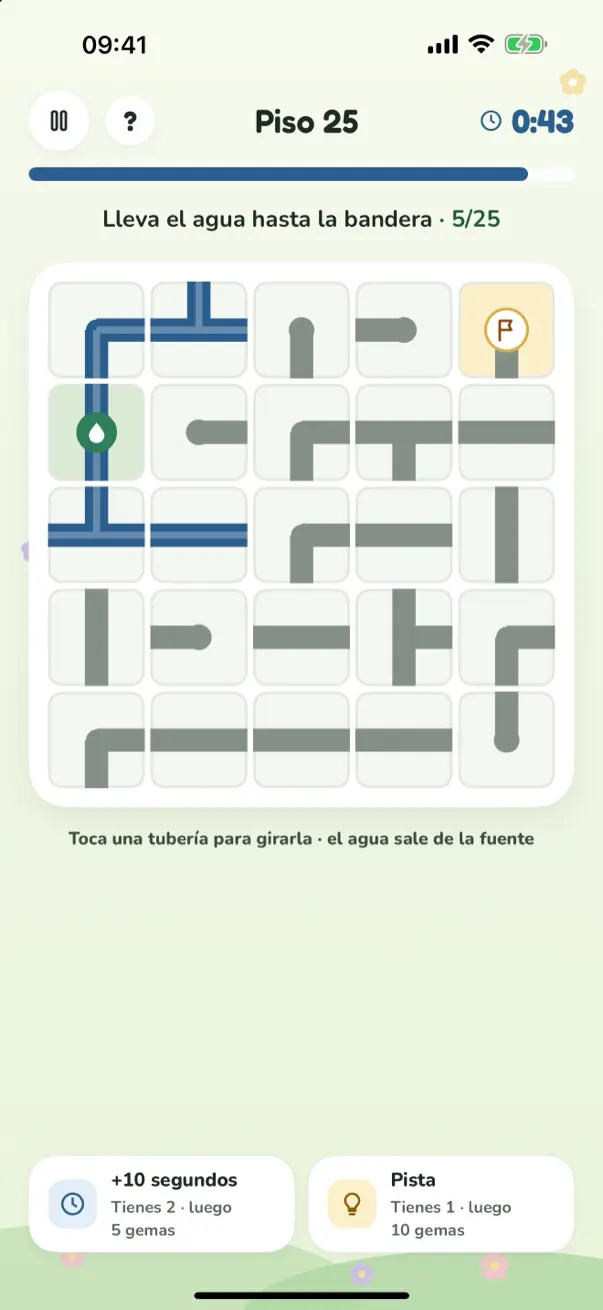 09:41
?
Piso 25
0:43
Lleva el agua hasta la bandera · 5/25
Toca una tubería para girarla · el agua sale de la fuente
+10 segundos
Tienes 2 · luego
5 gemas
Pista
Tienes 1 · luego
10 gemas